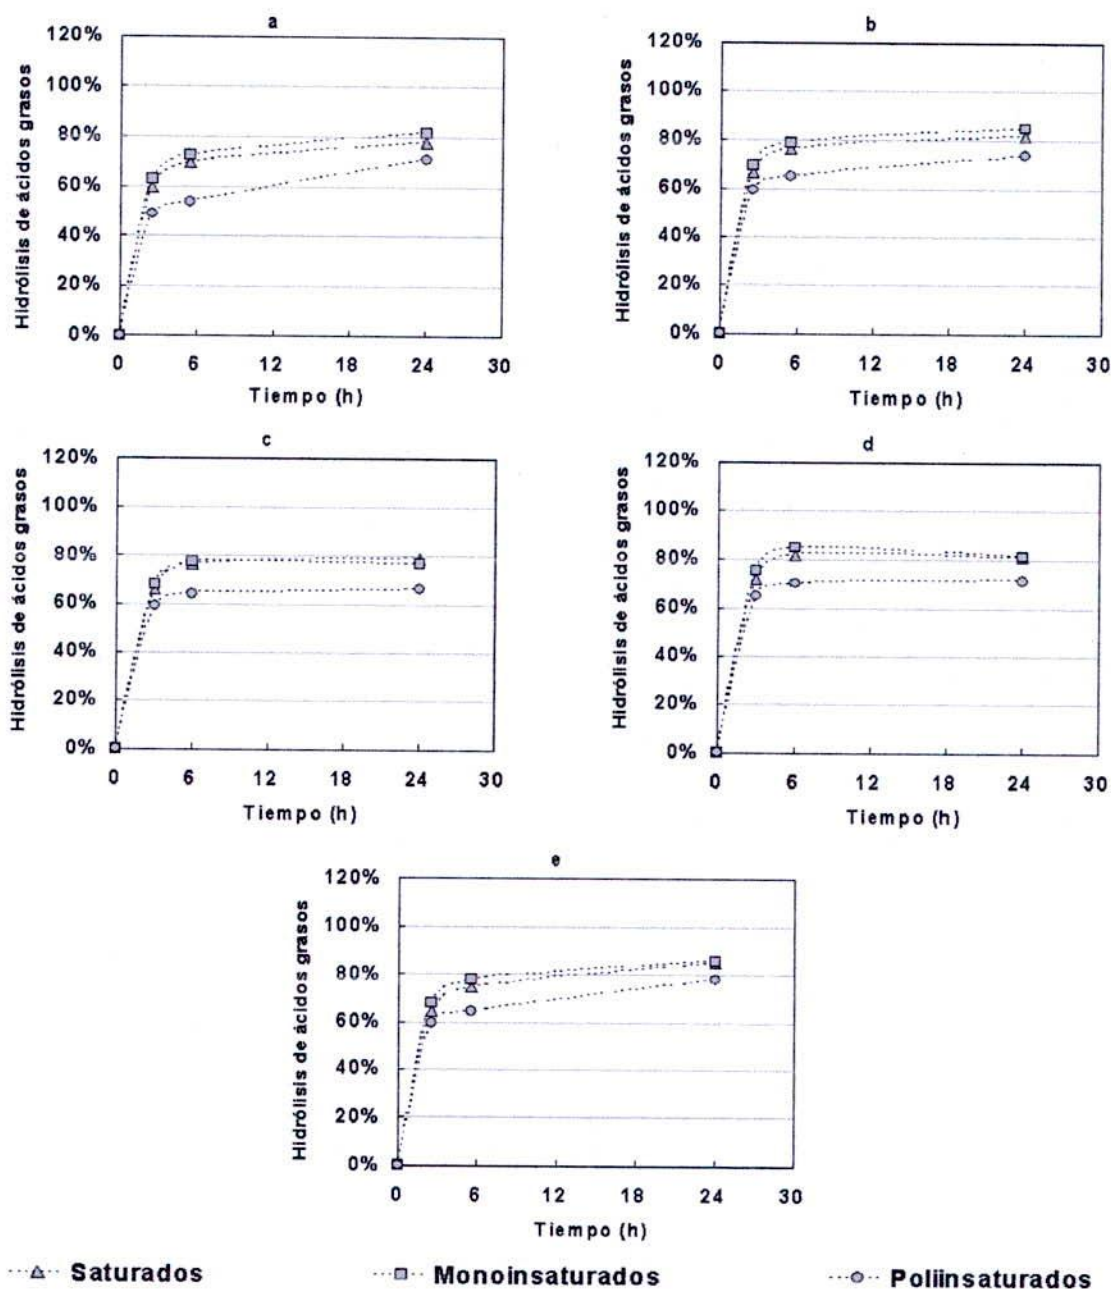 a
Hidrólisis de ácidos grasos
120%
100%
80%
60%
40%
20%
0%
0 6 12 18 24 30
Tiempo (h)
b
Hidrólisis de ácidos grasos
120%
100%
80%
60%
40%
20%
0%
0 6 12 18 24 30
Tiempo (h)
c
Hidrólisis de ácidos grasos
120%
100%
80%
60%
40%
20%
0%
0 6 12 18 24 30
Tiempo (h)
d
Hidrólisis de ácidos grasos
120%
100%
80%
60%
40%
20%
0%
0 6 12 18 24 30
Tiempo (h)
e
Hidrólisis de ácidos grasos
120%
100%
80%
60%
40%
20%
0%
0 6 12 18 24 30
Tiempo (h)
Saturados Monoinsaturados Poliinsaturados